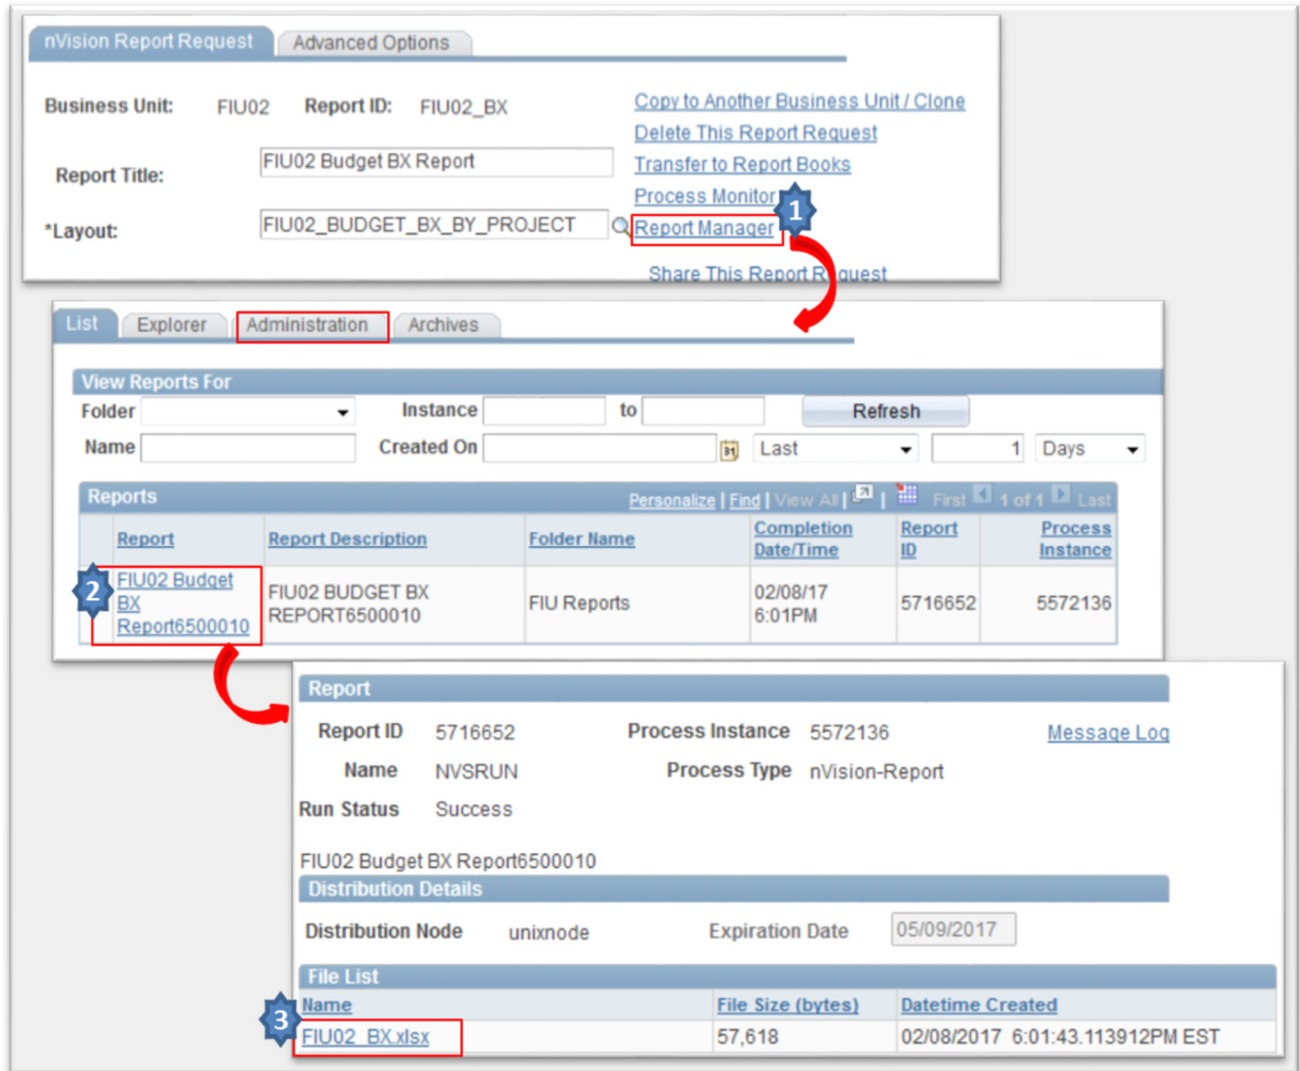 nVision Report Request Advanced Options
Business Unit: FIU02 Report ID: FIU02_BX
Copy to Another Business Unit / Clone
Delete This Report Request
Report Title: FIU02 Budget BX Report
Transfer to Report Books
Process Monitor
1
*Layout: FIU02_BUDGET_BX_BY_PROJECT
Report Manager
Share This Report Request
List Explorer Administration Archives
View Reports For
Folder Instance to Refresh
Name Created On 31 Last 1 Days
Reports Personalize | Find | View All | | First 1 of 1 Last
Report Report Description Folder Name Completion Date/Time Report ID Process Instance
2
FIU02 Budget
BX
Report6500010
FIU02 BUDGET BX
REPORT6500010
FIU Reports
02/08/17
6:01PM
5716652
5572136
Report
Report ID 5716652 Process Instance 5572136 Message Log
Name NVSRUN Process Type nVision-Report
Run Status Success
FIU02 Budget BX Report6500010
Distribution Details
Distribution Node unixnode Expiration Date 05/09/2017
File List
Name File Size (bytes) Datetime Created
3
FIU02_BX.xlsx 57,618 02/08/2017 6:01:43.113912PM EST